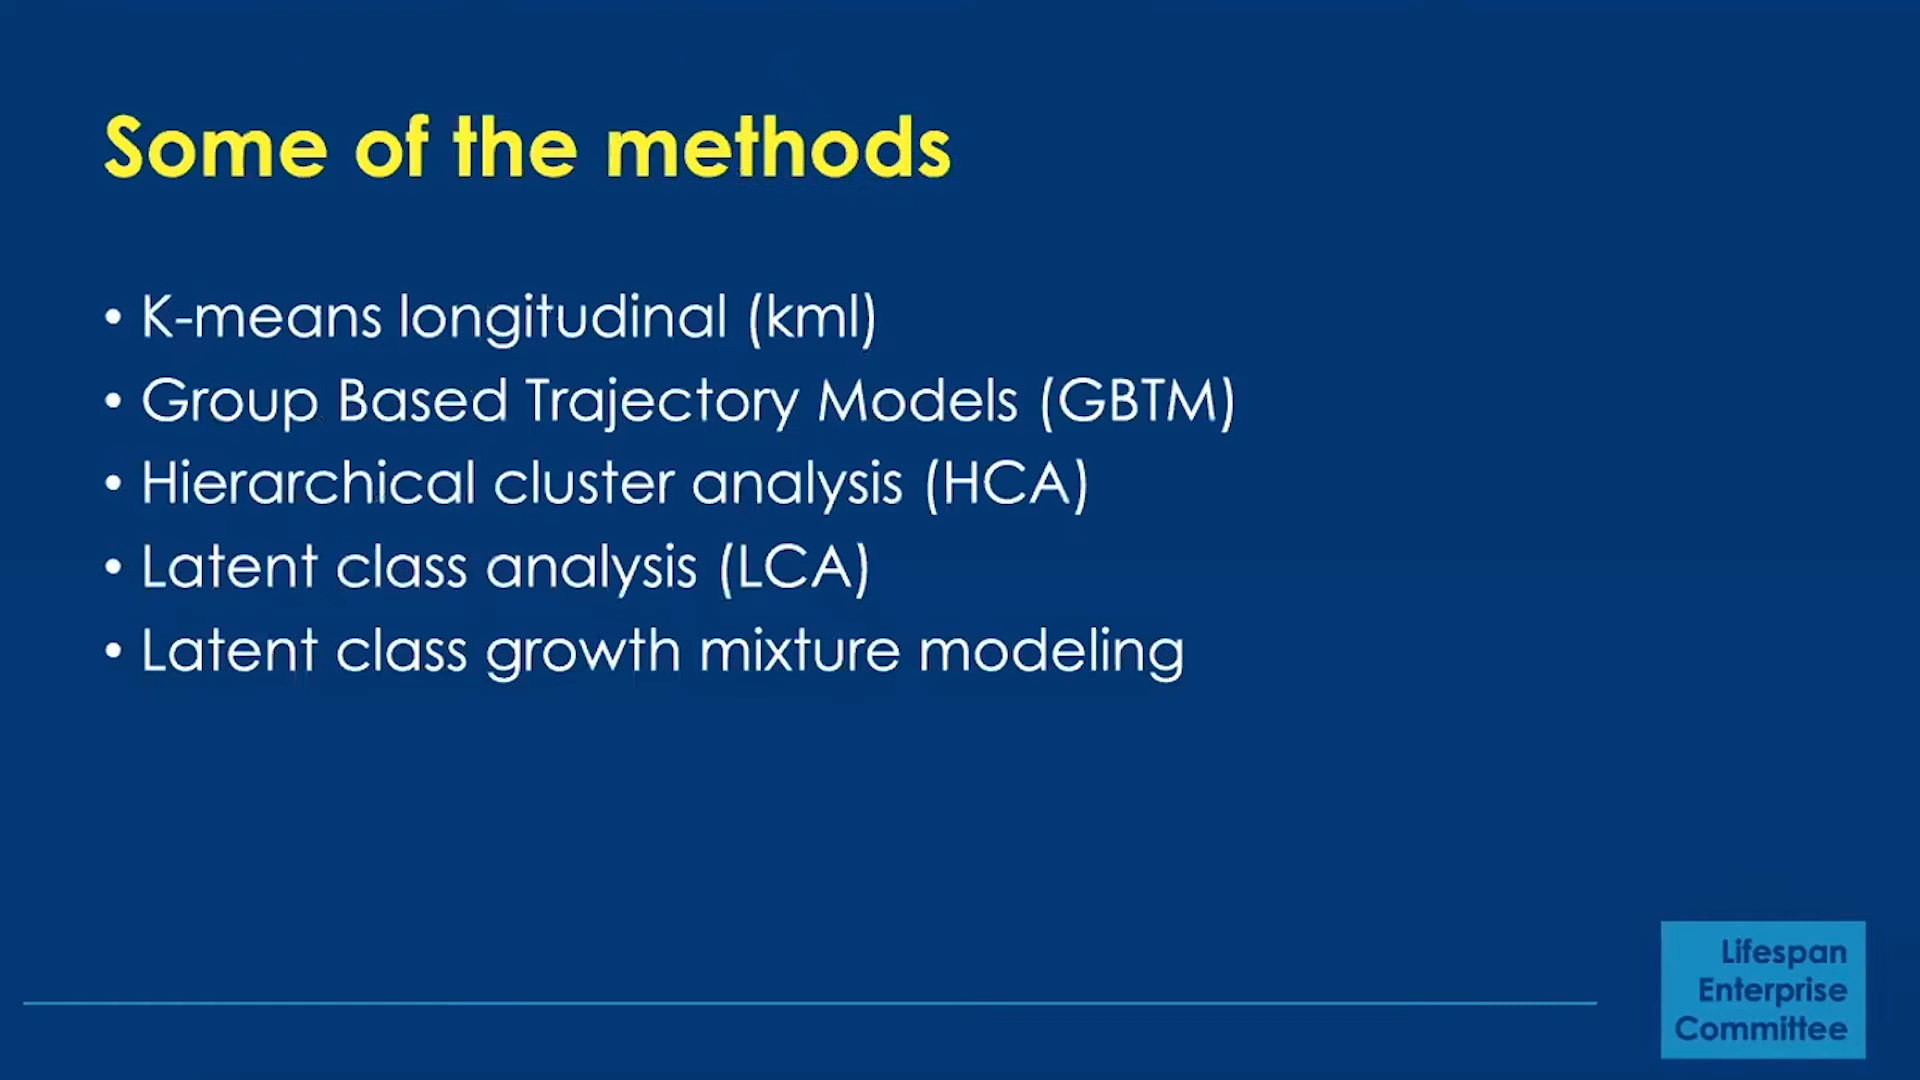 Some of the methods
• K-means longitudinal (kml)
• Group Based Trajectory Models (GBTM)
• Hierarchical cluster analysis (HCA)
• Latent class analysis (LCA)
• Latent class growth mixture modeling
Lifespan
Enterprise
Committee